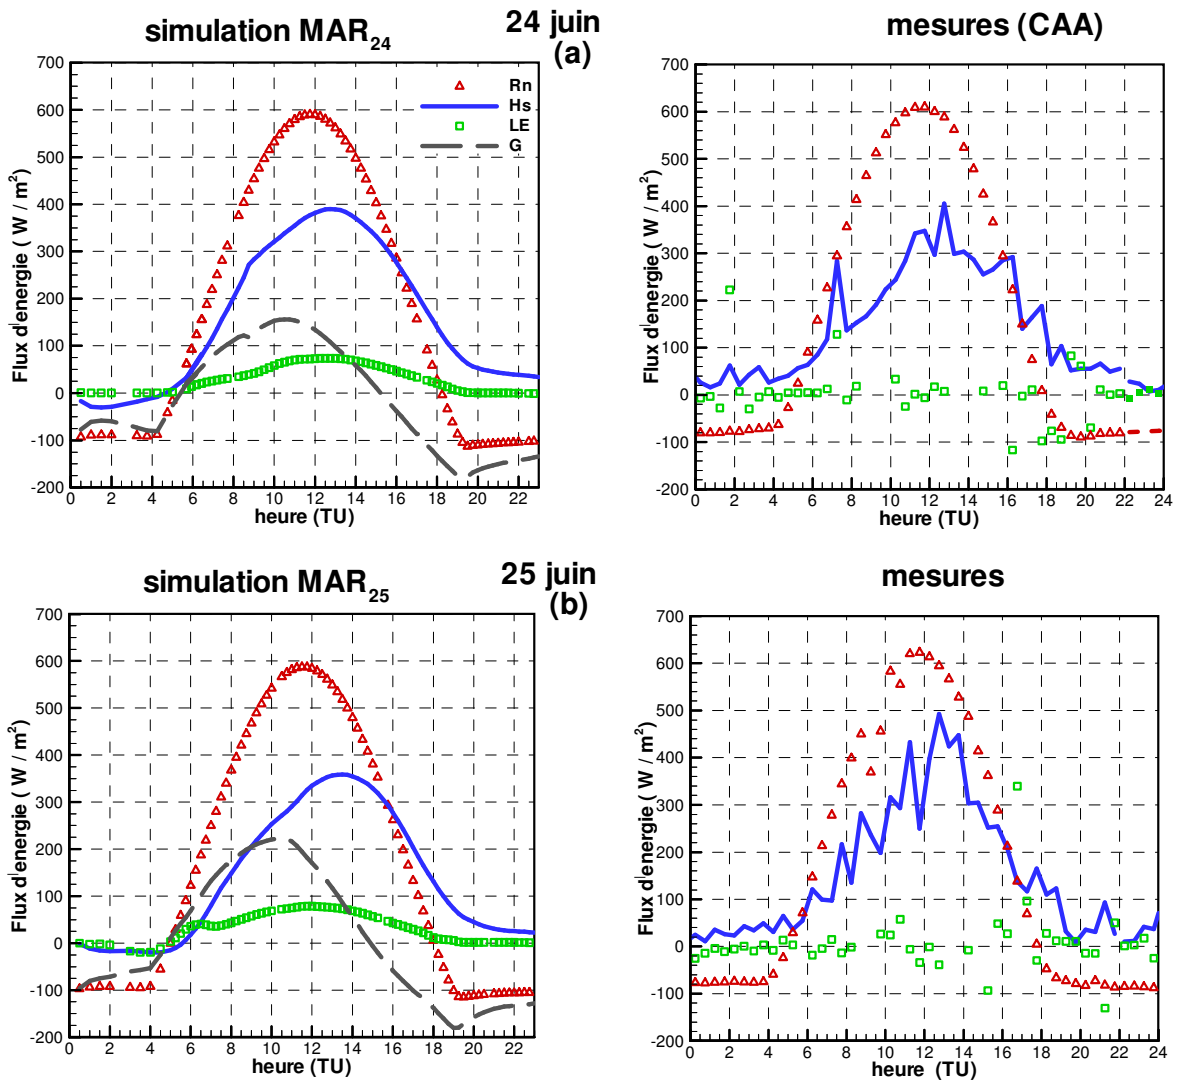 simulation MAR24
24 juin
(a)
mesures (CAA)
Flux d'energie ( W / m2)
700
600
500
400
300
200
100
0
-100
-200
0 2 4 6 8 10 12 14 16 18 20 22
heure (TU)
Rn
Hs
LE
G
Flux d'energie ( W / m2)
700
600
500
400
300
200
100
0
-100
-200
0 2 4 6 8 10 12 14 16 18 20 22 24
heure (TU)
simulation MAR25
25 juin
(b)
mesures
Flux d'energie ( W / m2)
700
600
500
400
300
200
100
0
-100
-200
0 2 4 6 8 10 12 14 16 18 20 22
heure (TU)
Flux d'energie ( W / m2)
700
600
500
400
300
200
100
0
-100
-200
0 2 4 6 8 10 12 14 16 18 20 22 24
heure (TU)